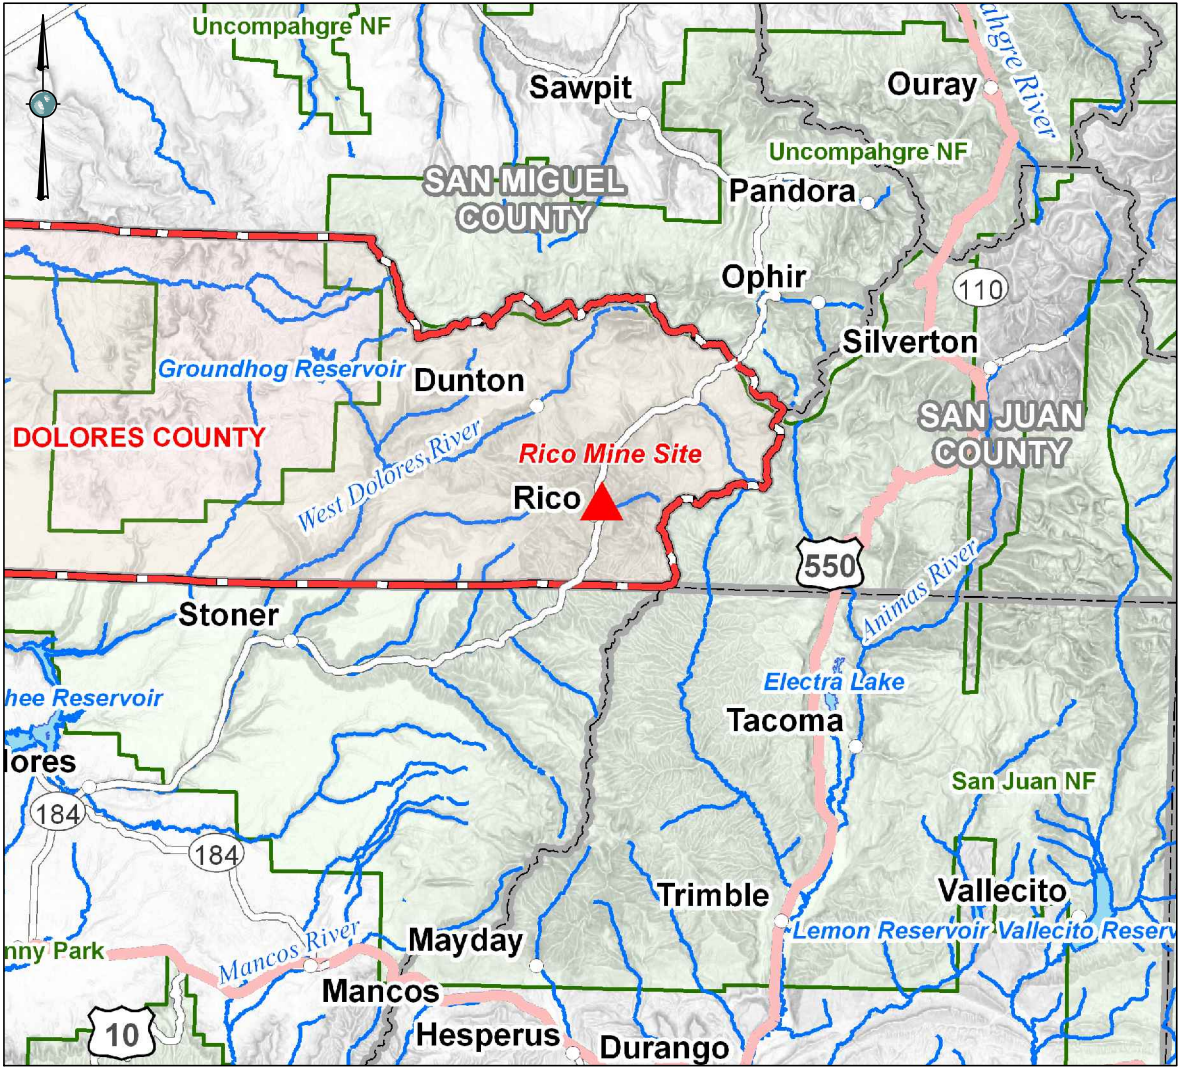 Uncompahgre NF
Sawpit
Ouray
ahgre River
Uncompahgre NF
SAN MIGUEL
COUNTY
Pandora
Ophir
110
Silverton
Groundhog Reservoir
Dunton
SAN JUAN
COUNTY
DOLORES COUNTY
West Dolores River
Rico Mine Site
Rico
550
Animas River
Stoner
hee Reservoir
Electra Lake
Tacoma
lores
San Juan NF
184
184
Trimble
Vallecito
Lemon Reservoir
Vallecito Reserv
nny Park
Mancos River
Mayday
Mancos
10
Hesperus
Durango